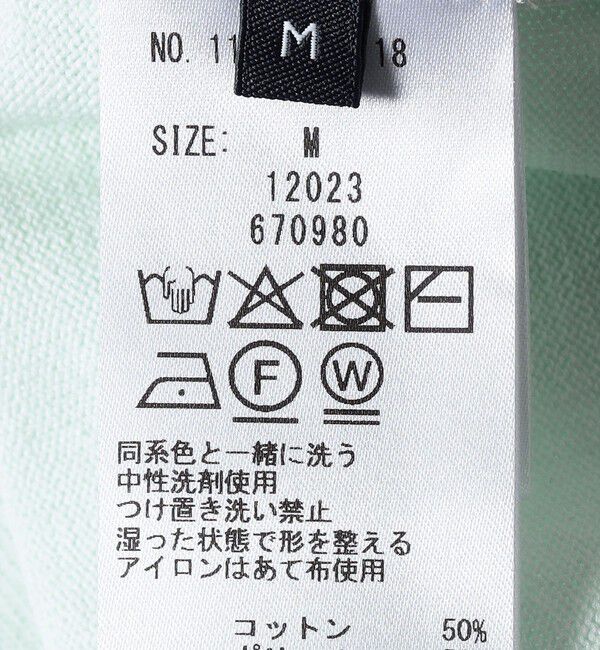 NO. 11 18
M
SIZE: M
12023
670980
F W
同系色と一緒に洗う
中性洗剤使用
つけ置き洗い禁止
湿った状態で形を整える
アイロンはあて布使用
コットン 50%